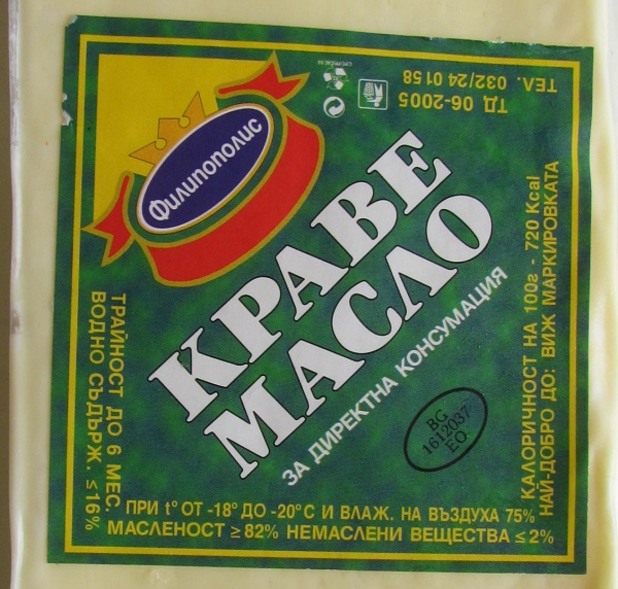 Филипополис
КРАВЕ
МАСЛО
ЗА ДИРЕКТНА КОНСУМАЦИЯ
BG
1612037
EO
ТРАЙНОСТ ДО 6 МЕС.
ВОДНО СЪДЪРЖ. ≤16%
ПРИ t° ОТ -18° ДО -20°С И ВЛАЖ. НА ВЪЗДУХА 75%
МАСЛЕНОСТ ≥ 82% НЕМАСЛЕНИ ВЕЩЕСТВА ≤ 2%
КАЛОРИЧНОСТ НА 100г - 720 Kcal
НАЙ-ДОБРО ДО: ВИЖ МАРКИРОВКАТА
ТЕЛ. 032/24 01 58
ТД 06-2005